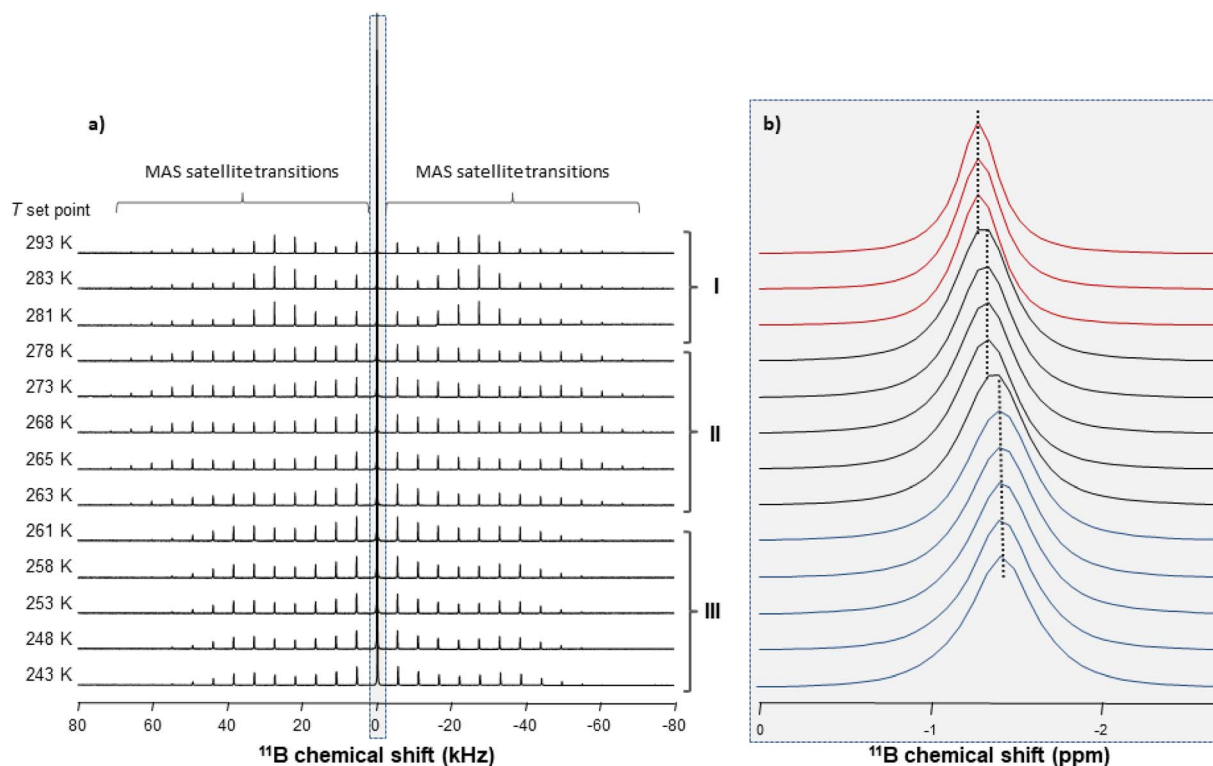 a)
MAS satellite transitions
MAS satellite transitions
T set point
293 K
283 K
281 K
278 K
273 K
268 K
265 K
263 K
261 K
258 K
253 K
248 K
243 K
I
II
III
80 60 40 20 0 -20 -40 -60 -80
¹¹B chemical shift (kHz)
b)
0 -1 -2
¹¹B chemical shift (ppm)